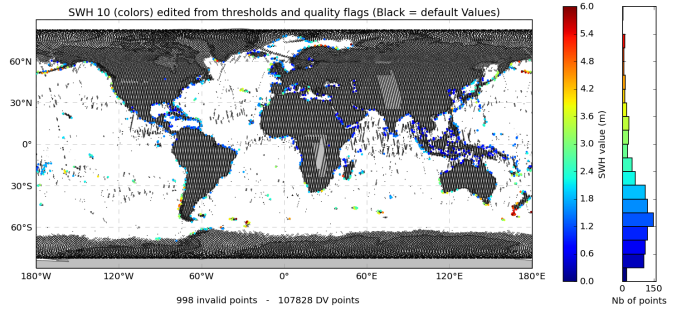 SWH 10 (colors) edited from thresholds and quality flags (Black = default Values)
60°N
30°N
0°
30°S
60°S
180°W
120°W
60°W
0°
60°E
120°E
180°E
998 invalid points - 107828 DV points
6.0
5.4
4.8
4.2
3.6
3.0
2.4
1.8
1.2
0.6
0.0
SWH value (m)
0
150
Nb of points